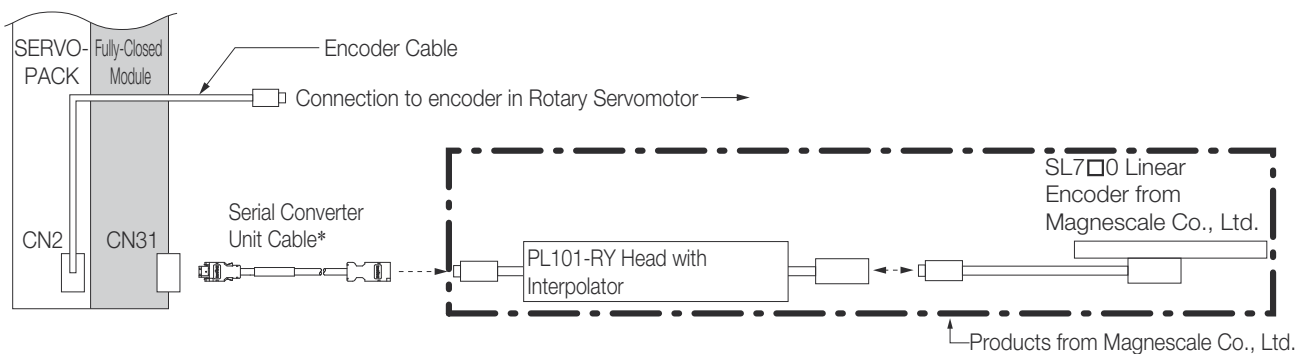 SERVO-
PACK
Fully-Closed
Module
Encoder Cable
Connection to encoder in Rotary Servomotor
SL7□0 Linear
Encoder from
Magnescale Co., Ltd.
Serial Converter
Unit Cable*
CN2
CN31
PL101-RY Head with
Interpolator
Products from Magnescale Co., Ltd.